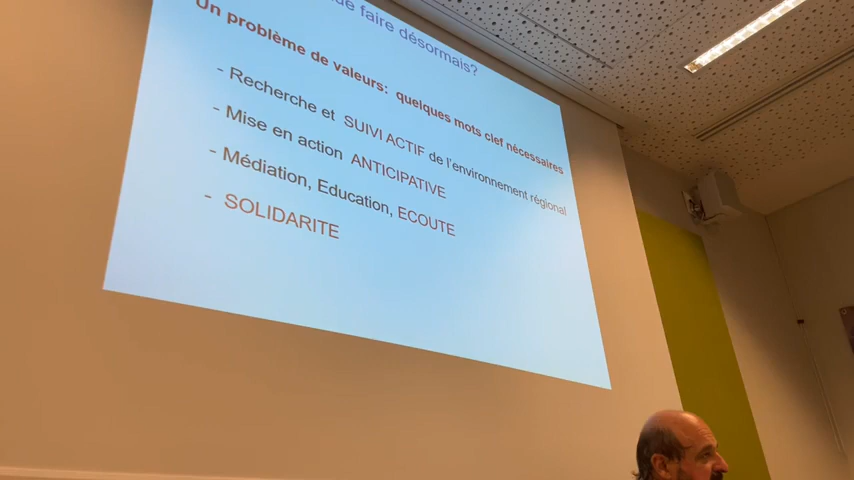 faire désormais?
Un problème de valeurs: quelques mots clef nécessaires
- Recherche et SUIVI ACTIF de l'environnement régional
- Mise en action ANTICIPATIVE
- Médiation, Education, ECOUTE
- SOLIDARITE